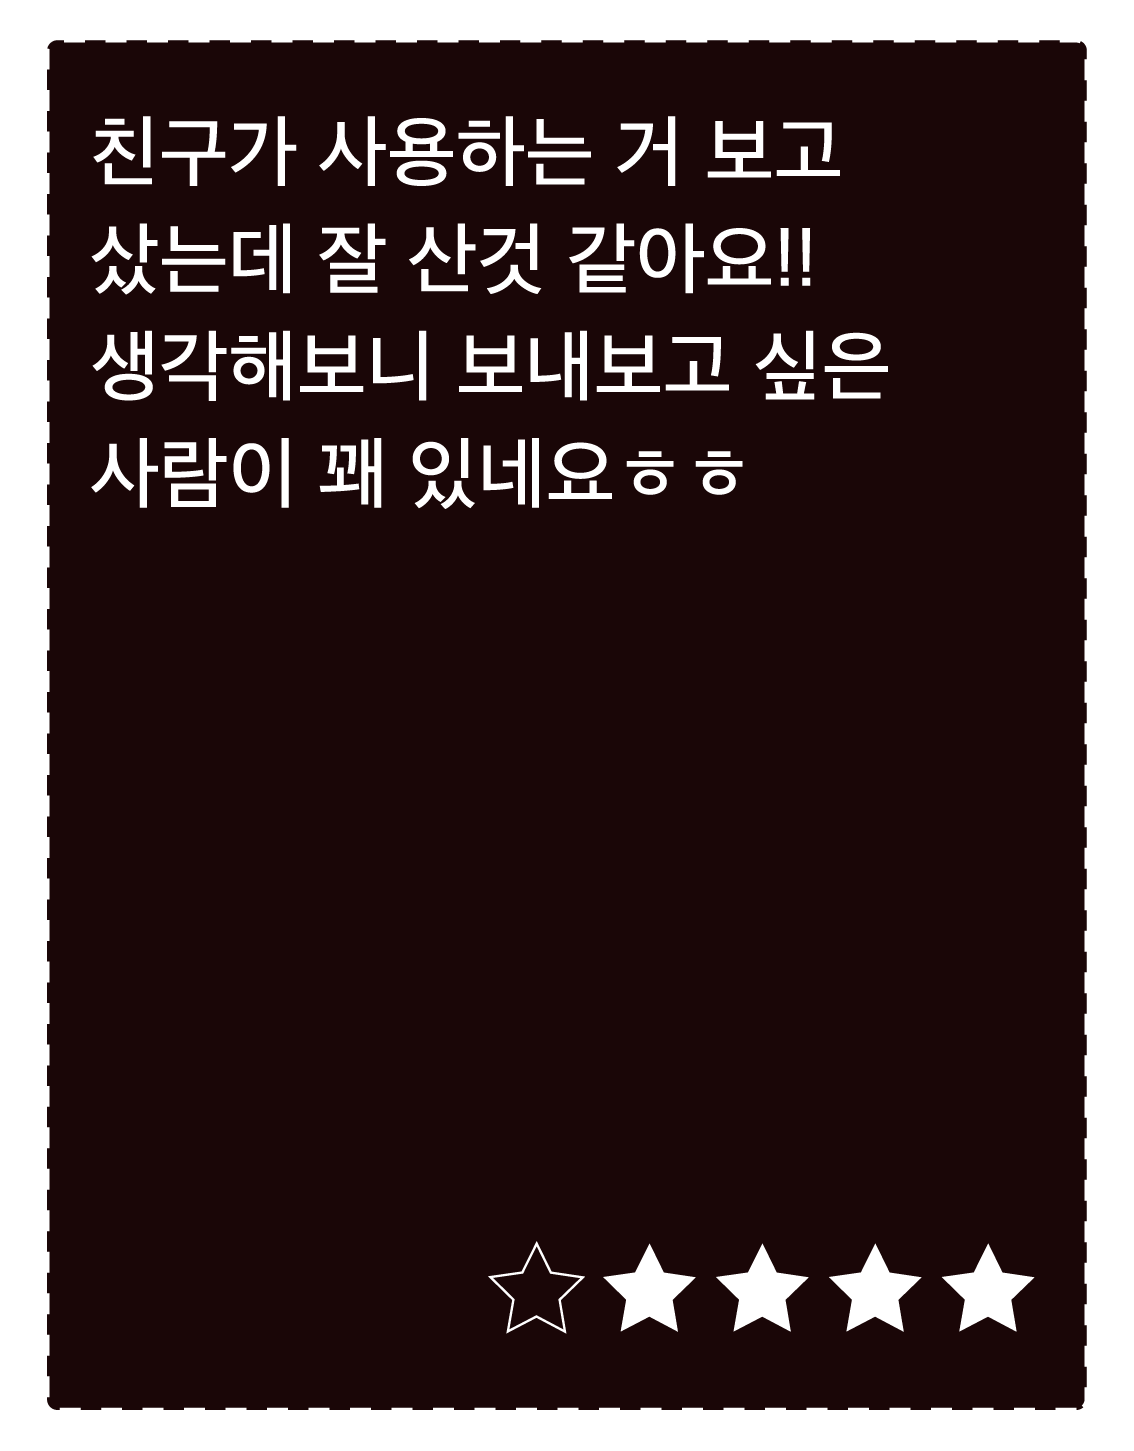 친구가 사용하는 거 보고
샀는데 잘 산것 같아요!!
생각해보니 보내보고 싶은
사람이 꽤 있네요ㅎㅎ